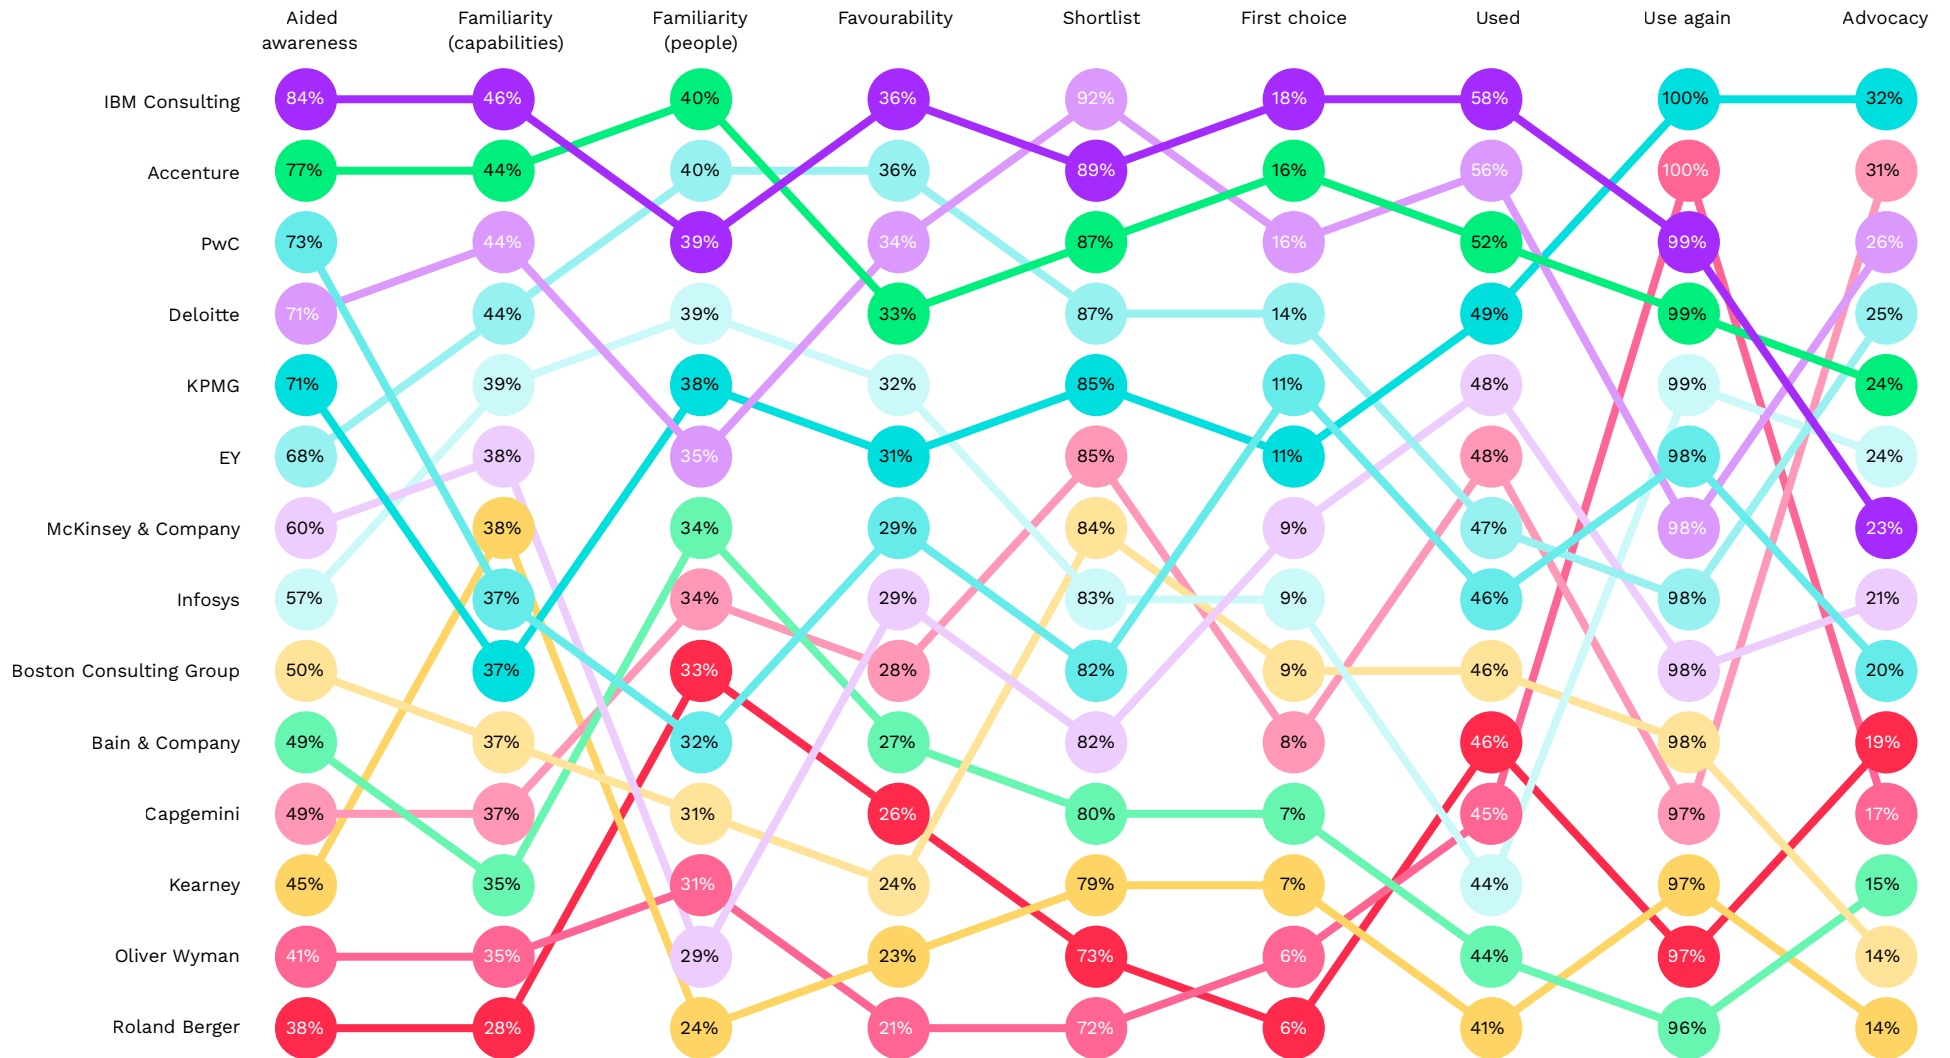 Aided awareness Familiarity (capabilities) Familiarity (people) Favourability Shortlist First choice Used Use again Advocacy
IBM Consulting 84% 46% 40% 36% 92% 18% 58% 100% 32%
Accenture 77% 44% 40% 36% 89% 16% 56% 100% 31%
PwC 73% 44% 39% 34% 87% 16% 52% 99% 26%
Deloitte 71% 44% 39% 33% 87% 14% 49% 99% 25%
KPMG 71% 39% 38% 32% 85% 11% 48% 99% 24%
EY 68% 38% 35% 31% 85% 11% 48% 98% 24%
McKinsey & Company 60% 38% 34% 29% 84% 9% 47% 98% 23%
Infosys 57% 37% 34% 29% 83% 9% 46% 98% 21%
Boston Consulting Group 50% 37% 33% 28% 82% 9% 46% 98% 20%
Bain & Company 49% 37% 32% 27% 82% 8% 46% 98% 19%
Capgemini 49% 37% 31% 26% 80% 7% 45% 97% 17%
Kearney 45% 35% 31% 24% 79% 7% 44% 97% 15%
Oliver Wyman 41% 35% 29% 23% 73% 6% 44% 97% 14%
Roland Berger 38% 28% 24% 21% 72% 6% 41% 96% 14%